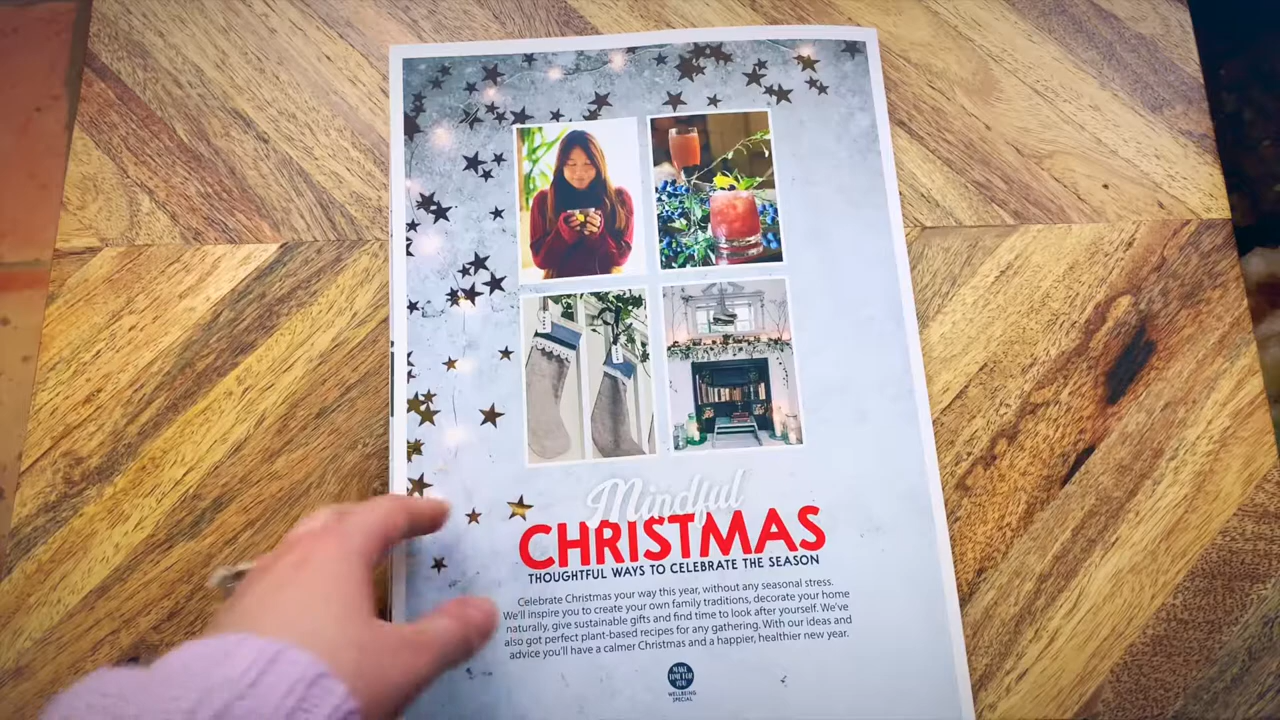 Mindful
CHRISTMAS
THOUGHTFUL WAYS TO CELEBRATE THE SEASON
Celebrate Christmas your way this year, without any seasonal stress.
We'll inspire you to create your own family traditions, decorate your home
naturally, give sustainable gifts and find time to look after yourself. We've
also got perfect plant-based recipes for any gathering. With our ideas and
advice you'll have a calmer Christmas and a happier, healthier new year.
MAKE
TIME FOR
YOU
WELLBEING
SPECIAL